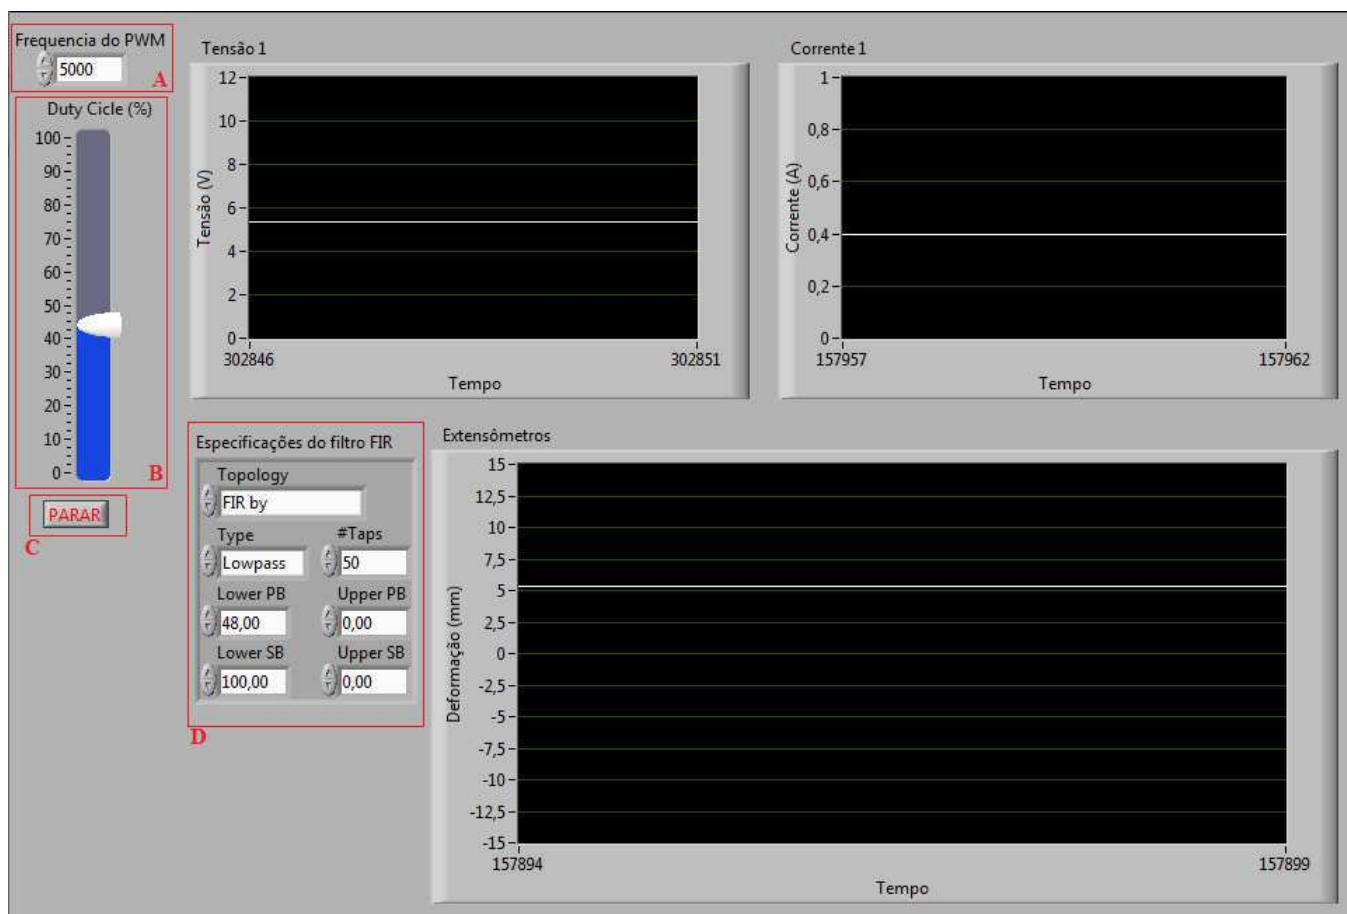 Frequencia do PWM
5000
A
Duty Cicle (%)
100
90
80
70
60
50
40
30
20
10
0
B
PARAR
C
Tensão 1
Tensão (V)
12
10
8
6
4
2
0
302846
302851
Tempo
Corrente 1
Corrente (A)
1
0,8
0,6
0,4
0,2
0
157957
157962
Tempo
Especificações do filtro FIR
Topology
FIR by
Type
#Taps
Lowpass
50
Lower PB
Upper PB
48,00
0,00
Lower SB
Upper SB
100,00
0,00
D
Extensômetros
Deformação (mm)
15
12,5
10
7,5
5
2,5
0
-2,5
-5
-7,5
-10
-12,5
-15
157894
157899
Tempo